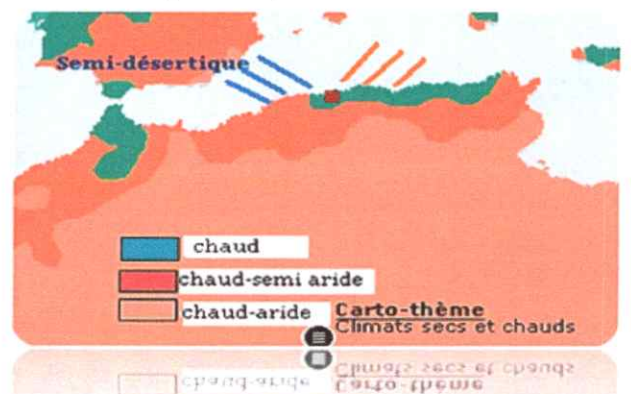 Semi-désertique
chaud
chaud-semi aride
chaud-aride
Carto-thème
Climats secs et chauds